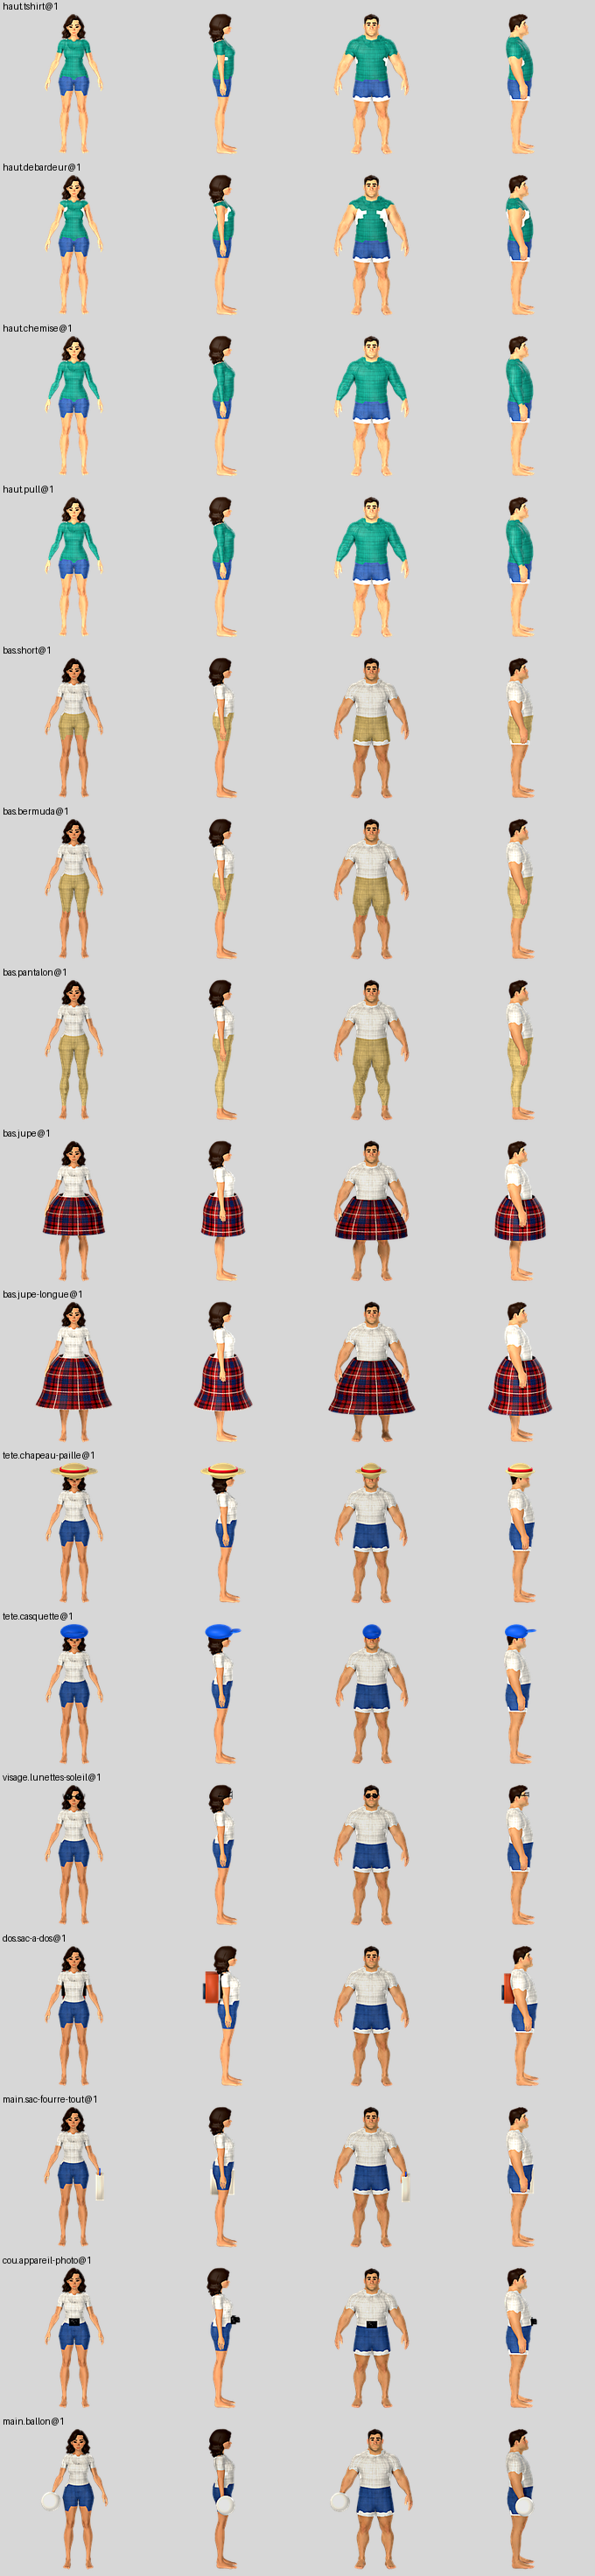 haut.tshirt@1
haut.debardeur@1
haut.chemise@1
haut.pull@1
bas.short@1
bas.bermuda@1
bas.pantalon@1
bas.jupe@1
bas.jupe-longue@1
tete.chapeau-paille@1
tete.casquette@1
visage.lunettes-soleil@1
dos.sac-a-dos@1
main.sac-fourre-tout@1
cou.appareil-photo@1
main.ballon@1